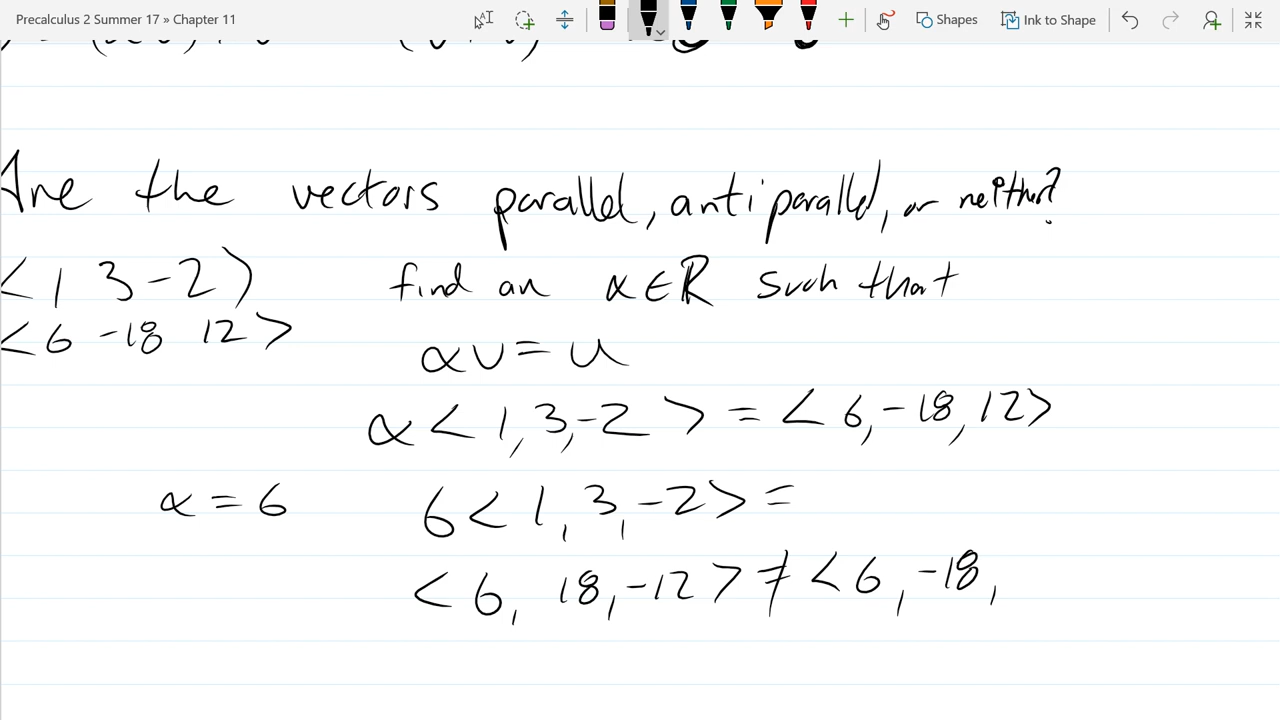 Precalculus 2 Summer 17 » Chapter 11
Shapes
Ink to Shape
Are the vectors parallel, antiparallel, or neither?
< 1 3 -2 >
find an α ∈ ℝ such that
< 6 -18 12 >
αv = u
α < 1, 3, -2 > = < 6, -18, 12 >
α = 6
6 < 1, 3, -2 > =
< 6, 18, -12 > ≠ < 6, -18,